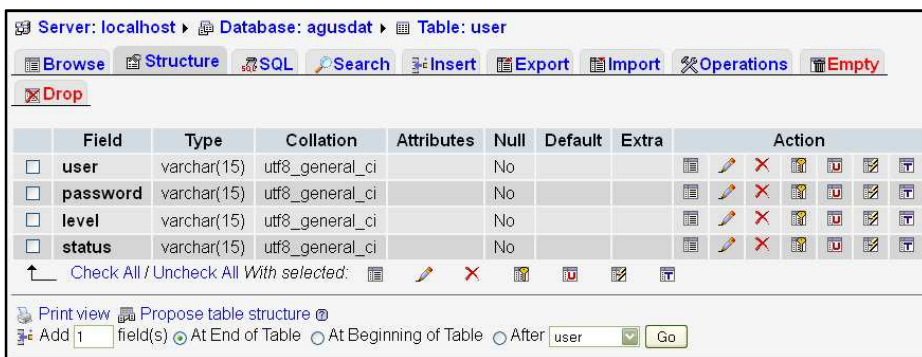 Server: localhost ▸ Database: agusdat ▸ Table: user
Browse Structure SQL Search Insert Export Import Operations Empty
Drop
Field Type Collation Attributes Null Default Extra Action
user varchar(15) utf8_general_ci No
password varchar(15) utf8_general_ci No
level varchar(15) utf8_general_ci No
status varchar(15) utf8_general_ci No
Check All / Uncheck All With selected:
Print view Propose table structure
Add 1 field(s) At End of Table At Beginning of Table After user Go